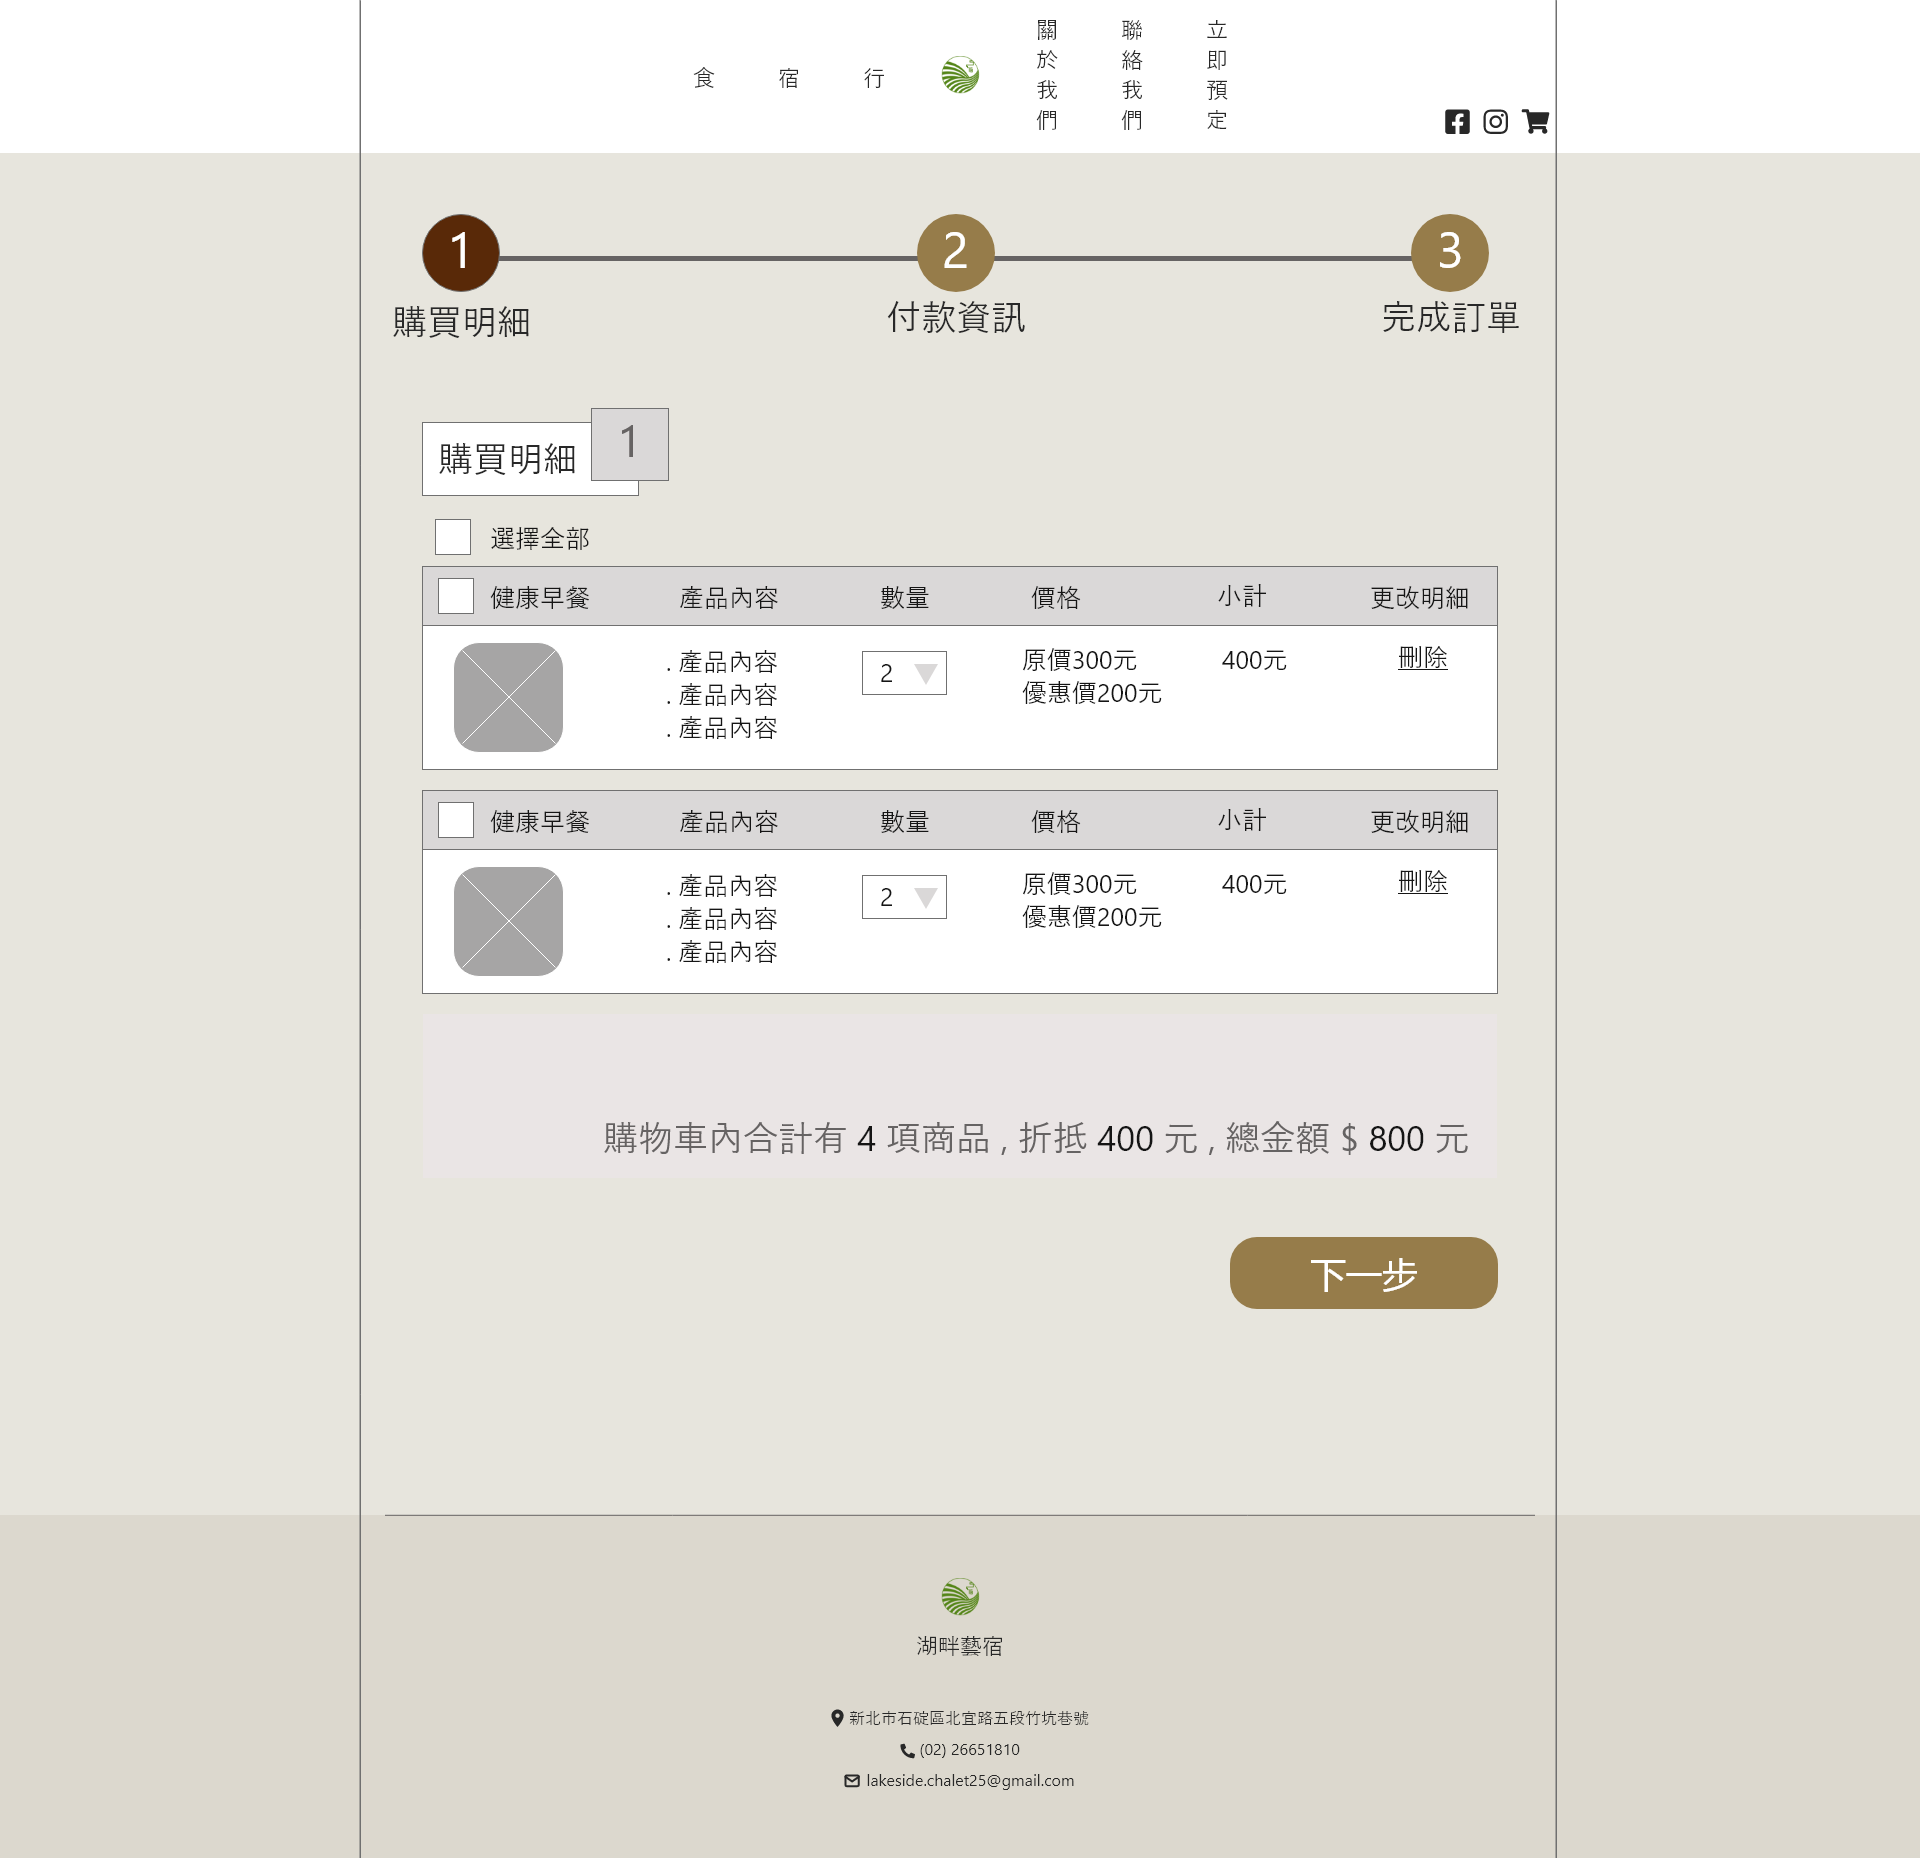 食
宿
行
關於我們
聯絡我們
立即預定
1
2
3
購買明細
付款資訊
完成訂單
購買明細
1
選擇全部
健康早餐 產品內容 數量 價格 小計 更改明細
. 產品內容 2 原價300元 400元 刪除
. 產品內容 優惠價200元
. 產品內容
健康早餐 產品內容 數量 價格 小計 更改明細
. 產品內容 2 原價300元 400元 刪除
. 產品內容 優惠價200元
. 產品內容
購物車內合計有 4 項商品 , 折抵 400 元 , 總金額 $ 800 元
下一步
湖畔藝宿
新北市石碇區北宜路五段竹坑巷號
(02) 26651810
lakeside.chalet25@gmail.com